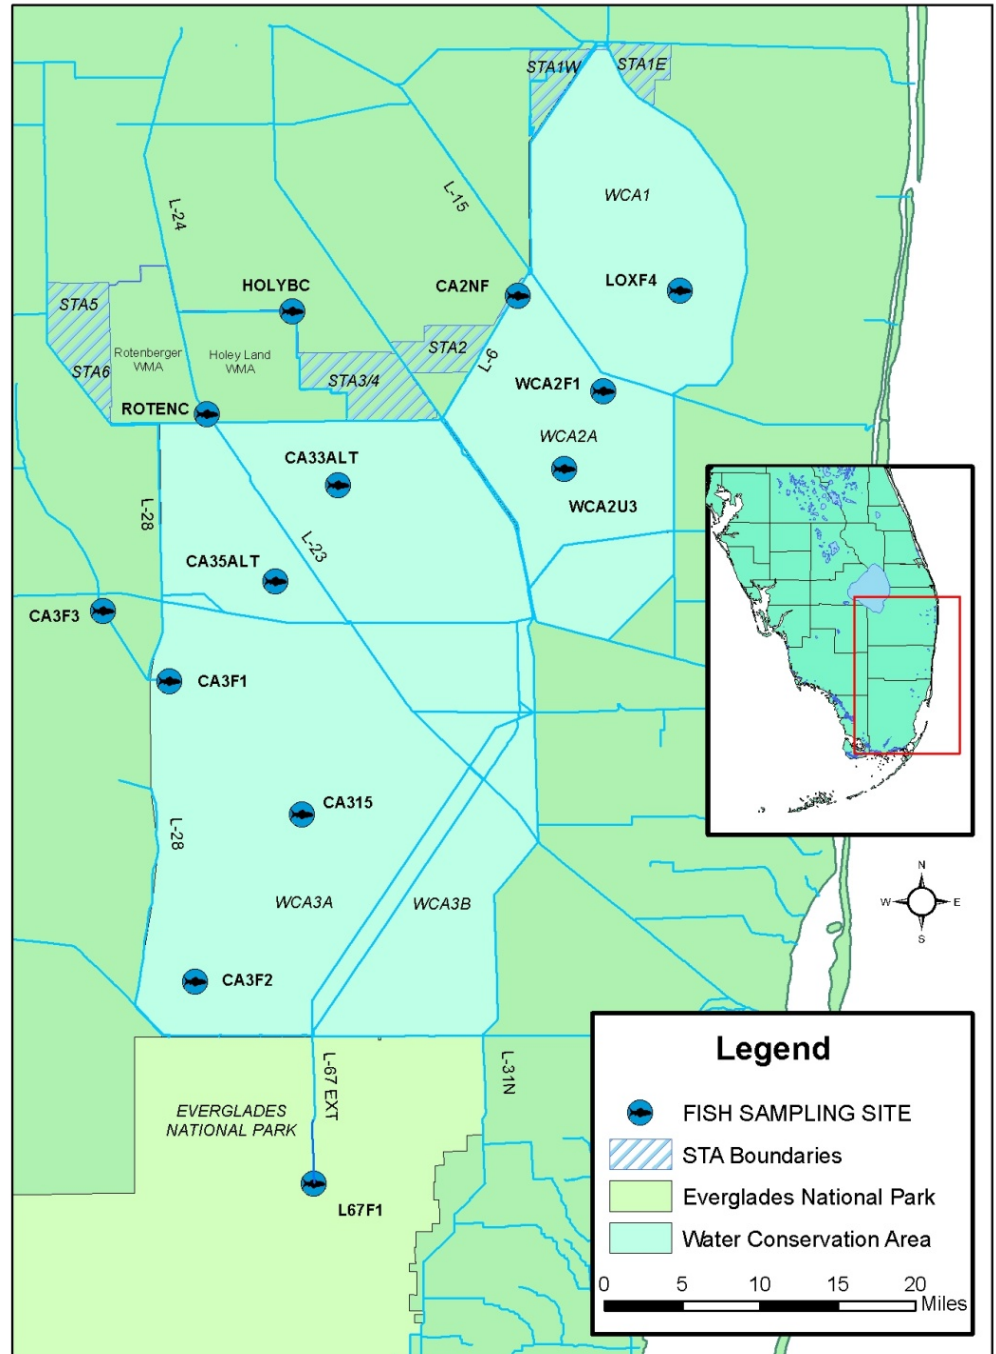 STA1W
STA1E
WCA1
L-15
L-24
HOLYBC
CA2NF
LOXF4
STA5
Rotenberger
WMA
Holey Land
WMA
STA2
STA6
STA3/4
L-6
WCA2F1
ROTENC
WCA2A
CA33ALT
WCA2U3
L-28
L-23
CA35ALT
CA3F3
CA3F1
CA315
L-28
WCA3A
WCA3B
CA3F2
N
W
E
S
L-67 EXT
L-31N
EVERGLADES
NATIONAL PARK
L67F1
Legend
FISH SAMPLING SITE
STA Boundaries
Everglades National Park
Water Conservation Area
0 5 10 15 20
Miles